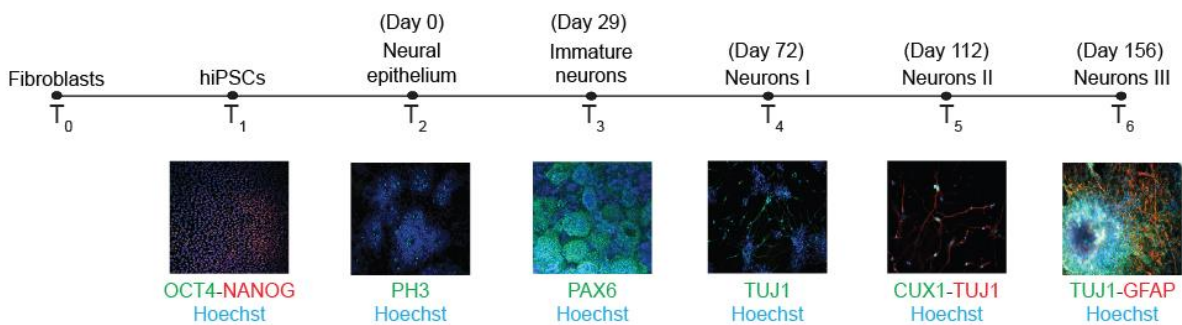 (Day 0)
(Day 29)
Neural
Immature
(Day 72)
(Day 112)
(Day 156)
Fibroblasts
hiPSCs
epithelium
neurons
Neurons I
Neurons II
Neurons III
T0
T1
T2
T3
T4
T5
T6
OCT4-NANOG
PH3
PAX6
TUJ1
CUX1-TUJ1
TUJ1-GFAP
Hoechst
Hoechst
Hoechst
Hoechst
Hoechst
Hoechst